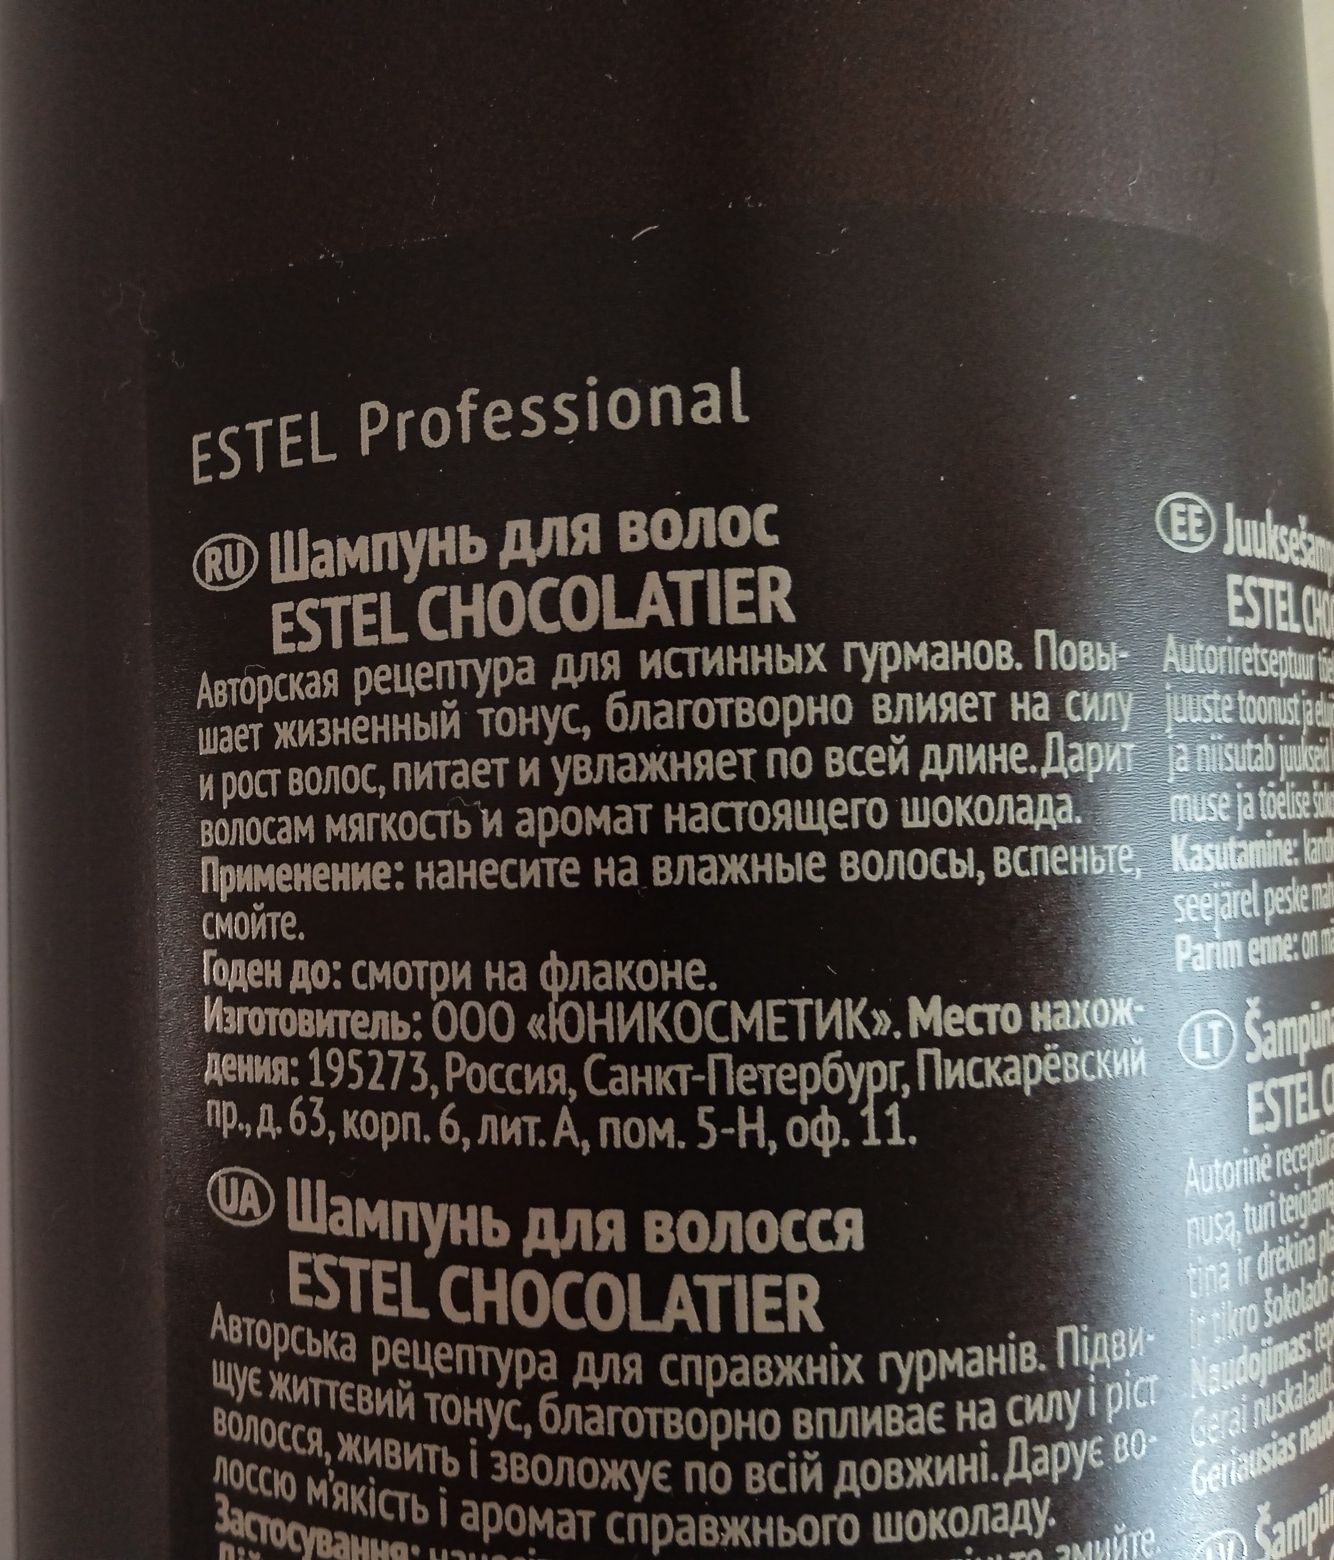 ESTEL Professional
RU Шампунь для волос
ESTEL CHOCOLATIER
Авторская рецептура для истинных гурманов. Повы-
шает жизненный тонус, благотворно влияет на силу
и рост волос, питает и увлажняет по всей длине. Дарит
волосам мягкость и аромат настоящего шоколада.
Применение: нанесите на влажные волосы, вспеньте,
смойте.
Годен до: смотри на флаконе.
Изготовитель: ООО «ЮНИКОСМЕТИК». Место нахож-
дения: 195273, Россия, Санкт-Петербург, Пискарёвский
пр., д. 63, корп. 6, лит. А, пом. 5-Н, оф. 11.
UA Шампунь для волосся
ESTEL CHOCOLATIER
Авторська рецептура для справжніх гурманів. Підви-
щує життєвий тонус, благотворно впливає на силу і ріст
волосся, живить і зволожує по всій довжині. Дарує во-
лоссю м'якість і аромат справжнього шоколаду.
Застосування: змийте.
EE
ESTEL
Autoriretseptuur
juuste toonust ja
ja niisutab juukseid
muse ja tõelise
Kasutamine:
seejärel peske
Parim enne: on
LT
ESTEL
Autorinė
turi
tina ir drėkina
ir tikro šokolado
Naudojimas:
Gerai
Geriausias